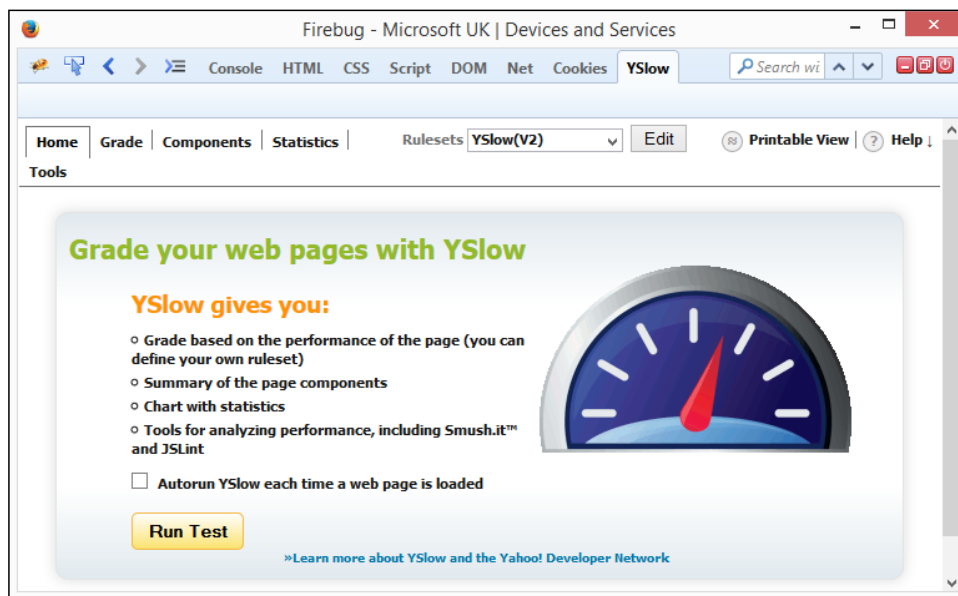 Firebug - Microsoft UK | Devices and Services
Console HTML CSS Script DOM Net Cookies YSlow Search wi
Home Grade Components Statistics Rulesets YSlow(V2) Edit Printable View ? Help ↓
Tools
Grade your web pages with YSlow
YSlow gives you:
Grade based on the performance of the page (you can
define your own ruleset)
Summary of the page components
Chart with statistics
Tools for analyzing performance, including Smush.it™
and JSLint
Autorun YSlow each time a web page is loaded
Run Test
»Learn more about YSlow and the Yahoo! Developer Network